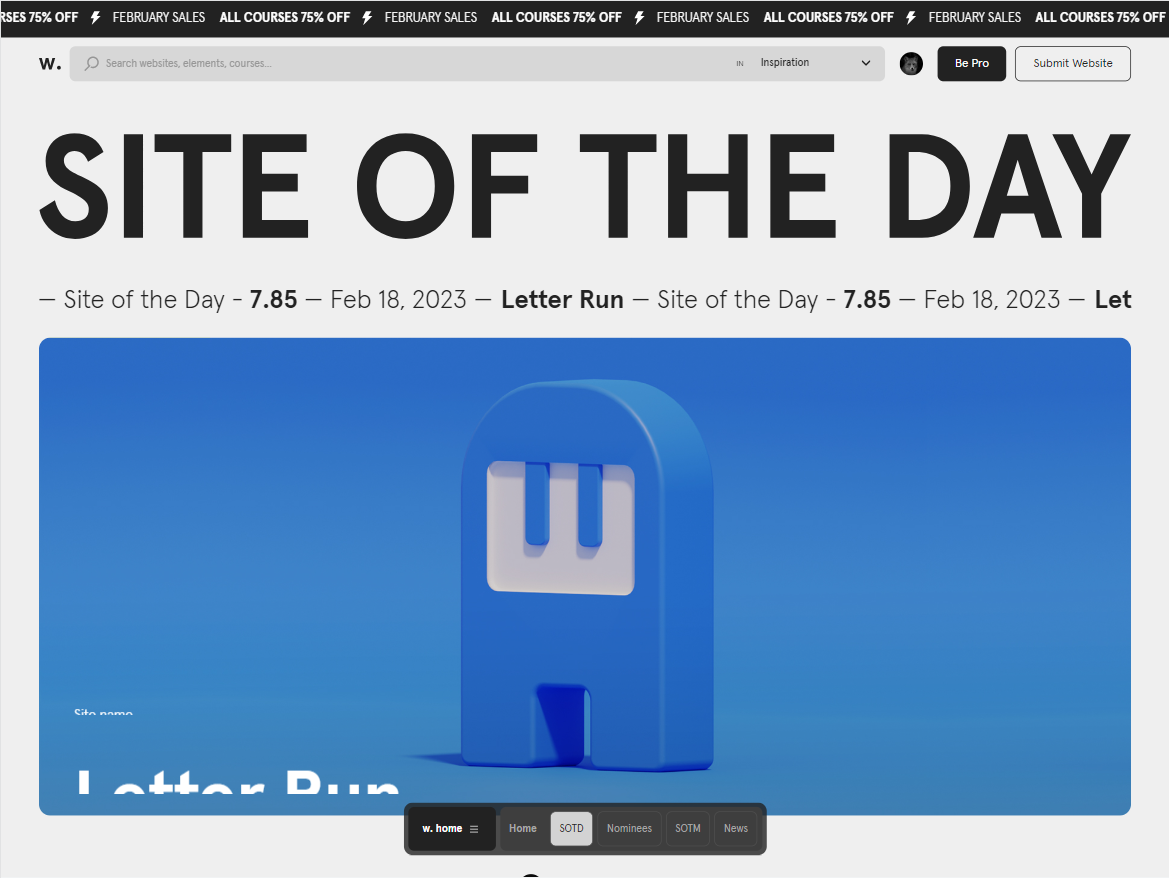 RSES 75% OFF FEBRUARY SALES ALL COURSES 75% OFF FEBRUARY SALES ALL COURSES 75% OFF FEBRUARY SALES ALL COURSES 75% OFF FEBRUARY SALES ALL COURSES 75% OFF
w. Search websites, elements, courses... IN Inspiration Be Pro Submit Website
SITE OF THE DAY
— Site of the Day - 7.85 — Feb 18, 2023 — Letter Run — Site of the Day - 7.85 — Feb 18, 2023 — Let
Site name
Letter Run
w. home Home SOTD Nominees SOTM News